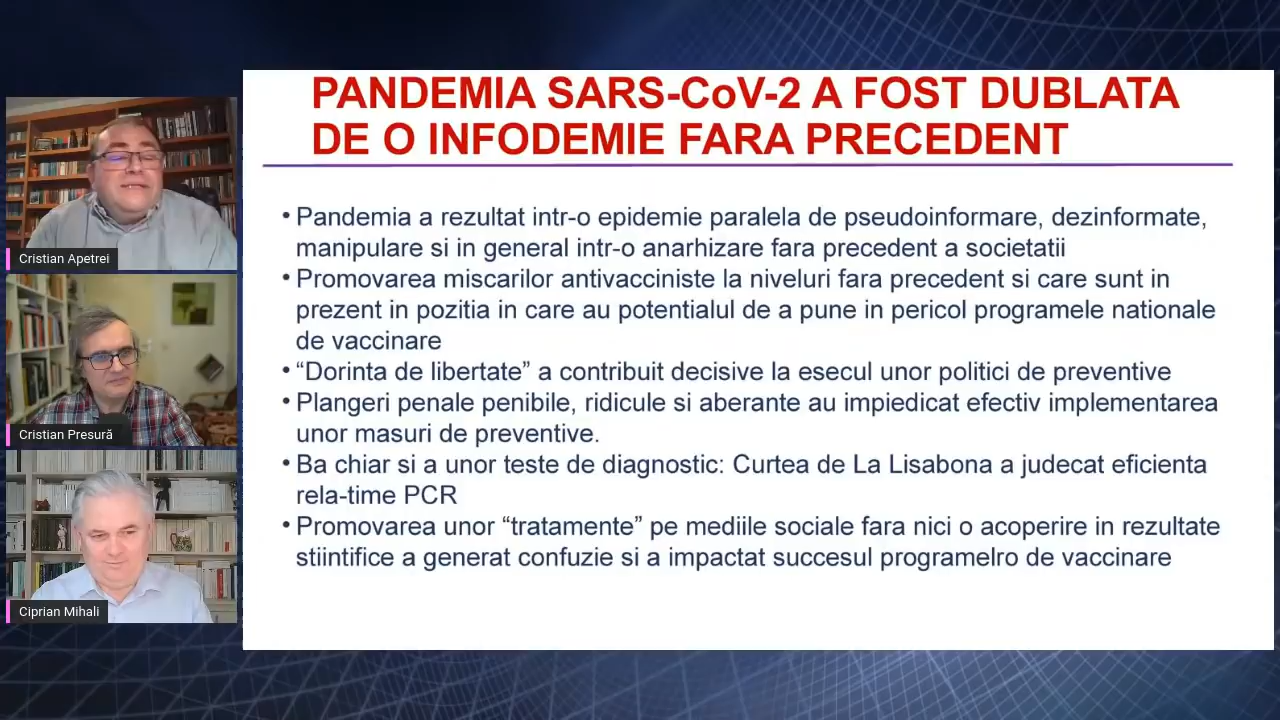 PANDEMIA SARS-CoV-2 A FOST DUBLATA
DE O INFODEMIE FARA PRECEDENT
• Pandemia a rezultat intr-o epidemie paralela de pseudoinformare, dezinformate,
manipulare si in general intr-o anarhizare fara precedent a societatii
• Promovarea miscarilor antivacciniste la niveluri fara precedent si care sunt in
prezent in pozitia in care au potentialul de a pune in pericol programele nationale
de vaccinare
• “Dorinta de libertate” a contribuit decisive la esecul unor politici de preventive
• Plangeri penale penibile, ridicule si aberante au impiedicat efectiv implementarea
unor masuri de preventive.
• Ba chiar si a unor teste de diagnostic: Curtea de La Lisabona a judecat eficienta
rela-time PCR
• Promovarea unor “tratamente” pe mediile sociale fara nici o acoperire in rezultate
stiintifice a generat confuzie si a impactat succesul programelro de vaccinare
Cristian Apetrei
Cristian Presură
Ciprian Mihali